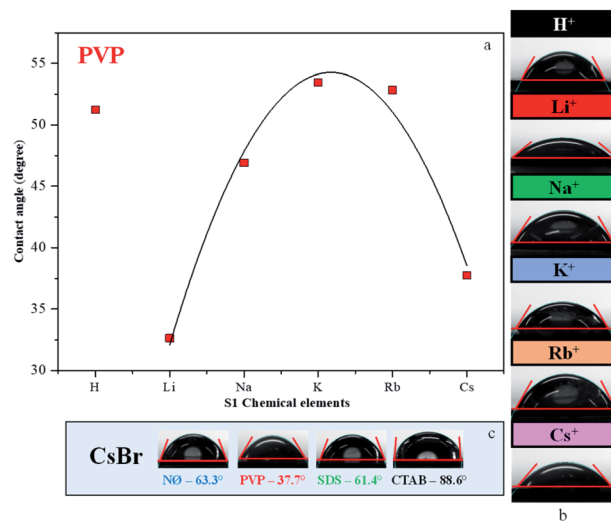 PVP
a
Contact angle (degree)
55
50
45
40
35
30
H Li Na K Rb Cs
S1 Chemical elements
H⁺
Li⁺
Na⁺
K⁺
Rb⁺
Cs⁺
b
c
CsBr
NØ – 63.3° PVP – 37.7° SDS – 61.4° CTAB – 88.6°